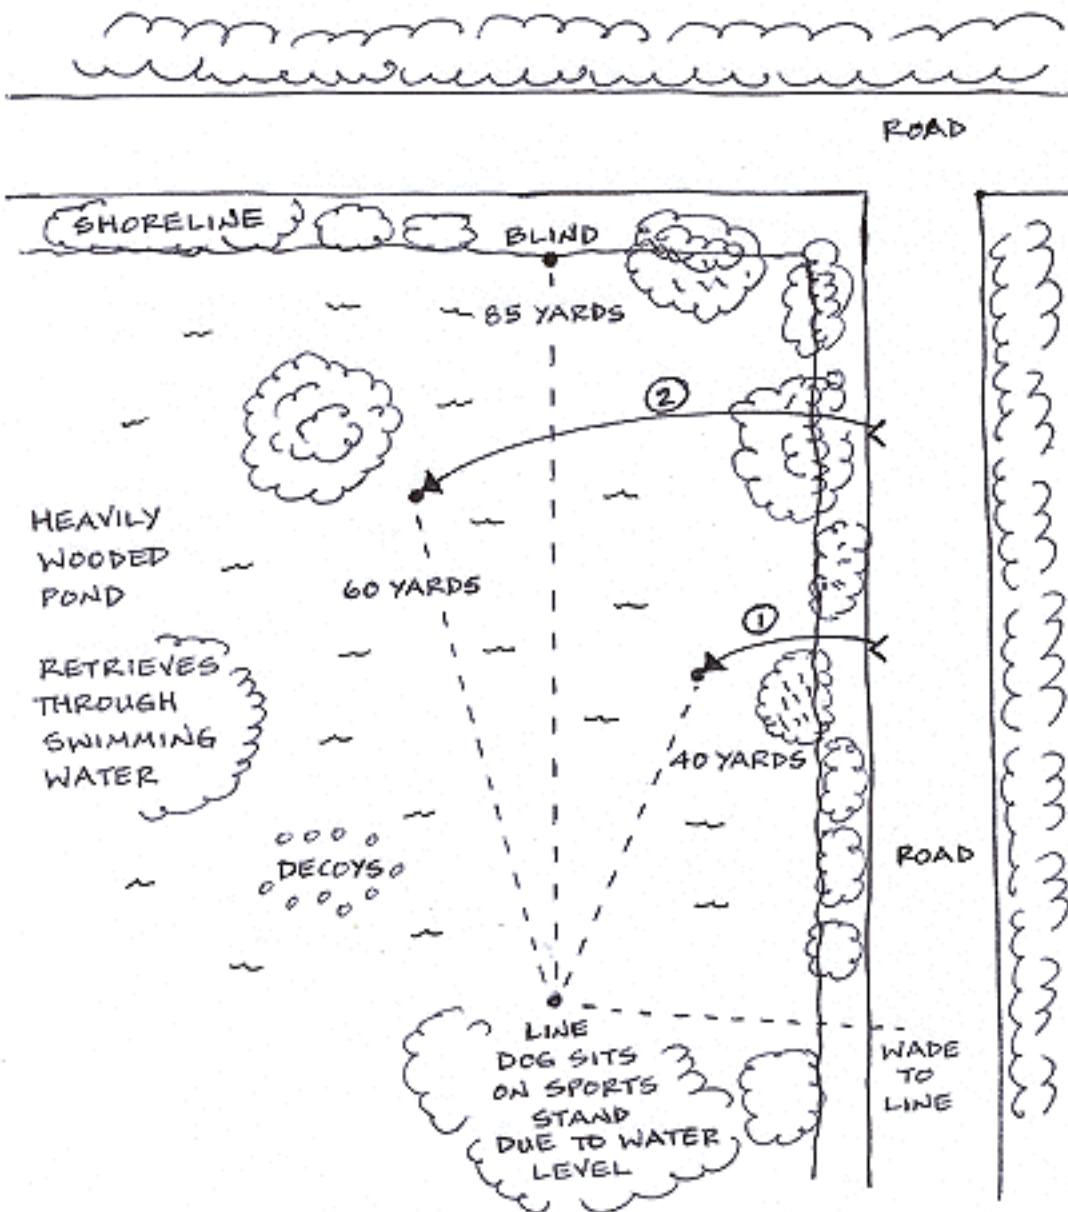 ROAD
SHORELINE
BLIND
85 YARDS
2
HEAVILY
WOODED
POND
60 YARDS
1
RETRIEVES
THROUGH
SWIMMING
WATER
40 YARDS
DECOYS
ROAD
LINE
DOG SITS
ON SPORTS
STAND
DUE TO WATER
LEVEL
WADE
TO
LINE